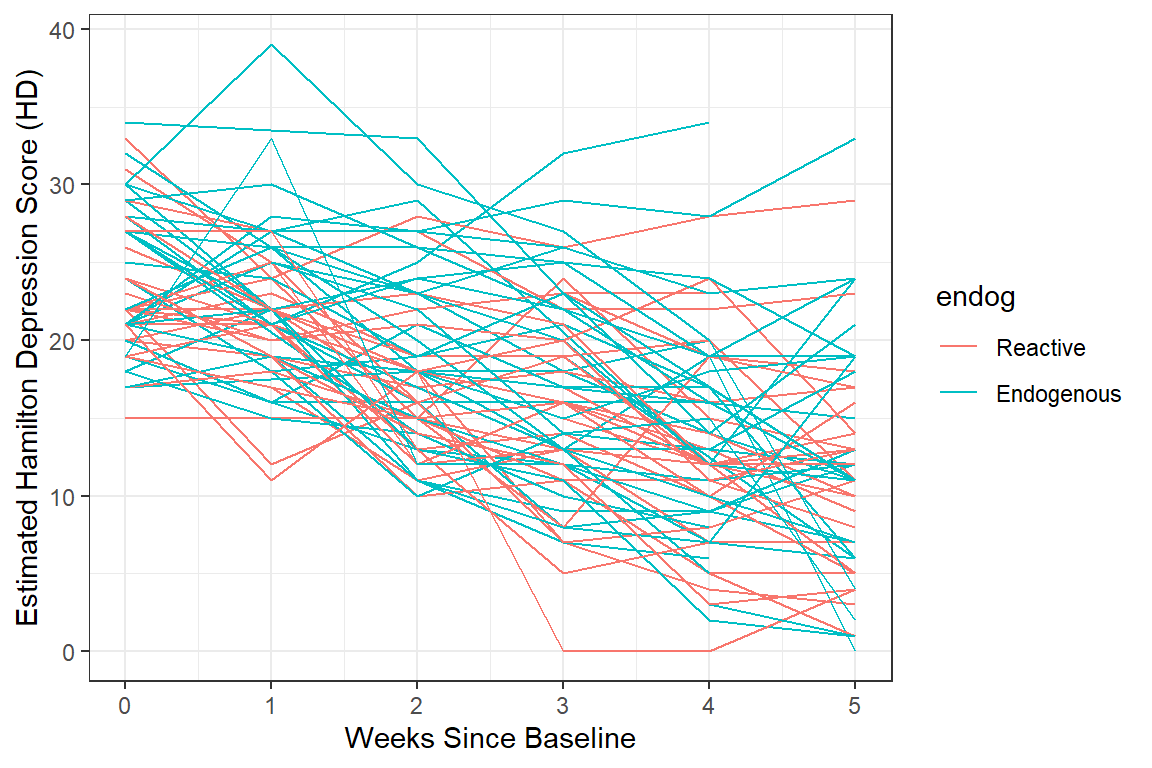 Estimated Hamilton Depression Score (HD)
40
30
20
10
0
0 1 2 3 4 5
Weeks Since Baseline
endog
Reactive
Endogenous